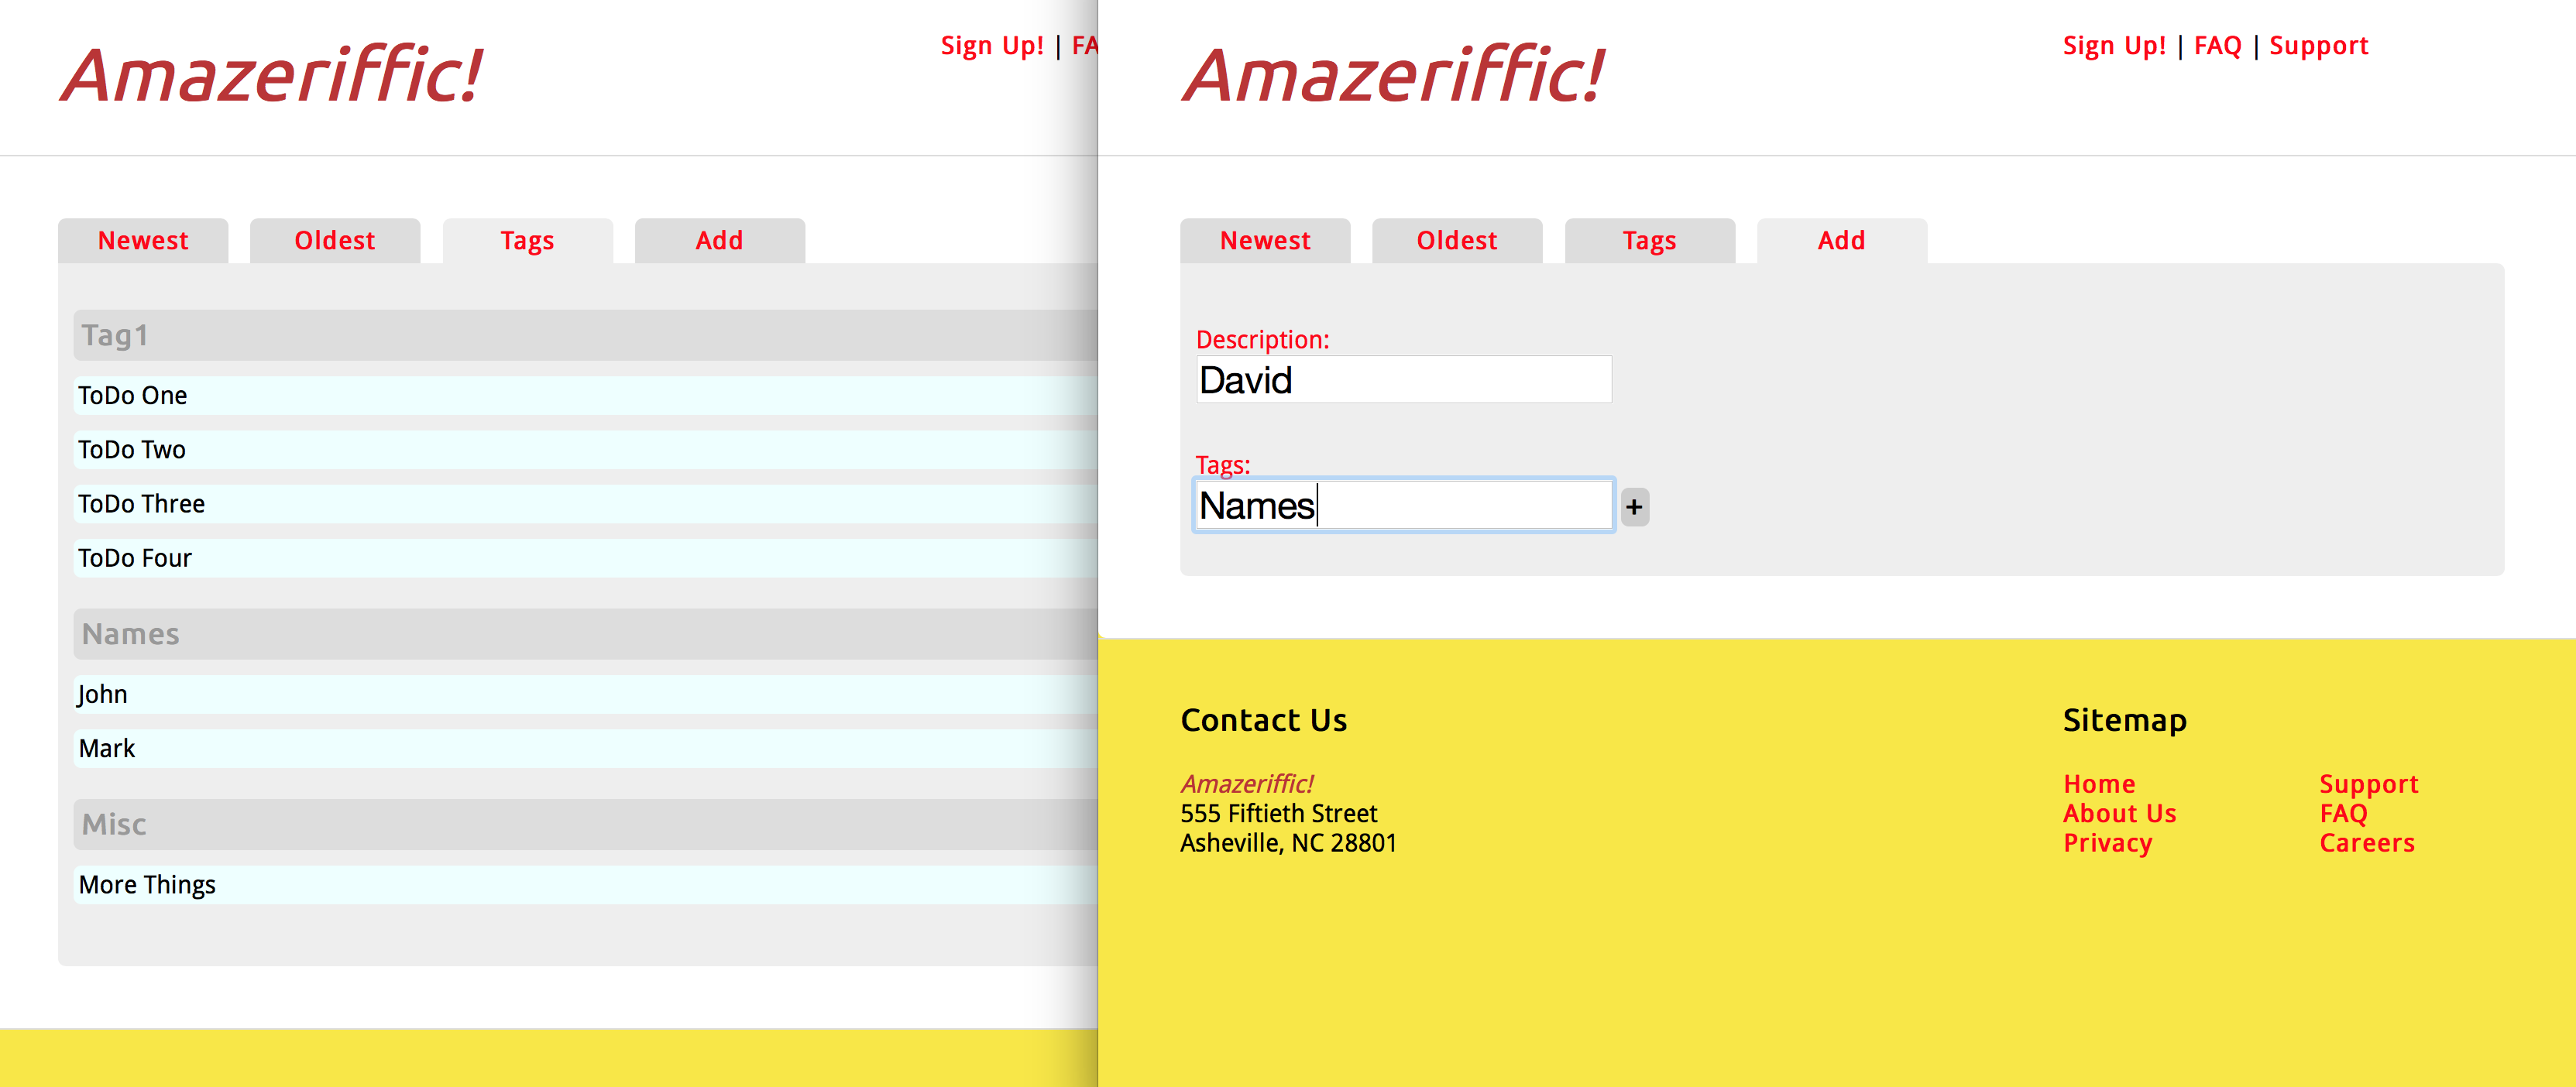 Amazeriffic!
Sign Up! | FA
Newest
Oldest
Tags
Add
Tag1
ToDo One
ToDo Two
ToDo Three
ToDo Four
Names
John
Mark
Misc
More Things
Amazeriffic!
Sign Up! | FAQ | Support
Newest
Oldest
Tags
Add
Description:
David
Tags:
Names
+
Contact Us
Amazeriffic!
555 Fiftieth Street
Asheville, NC 28801
Sitemap
Home
About Us
Privacy
Support
FAQ
Careers